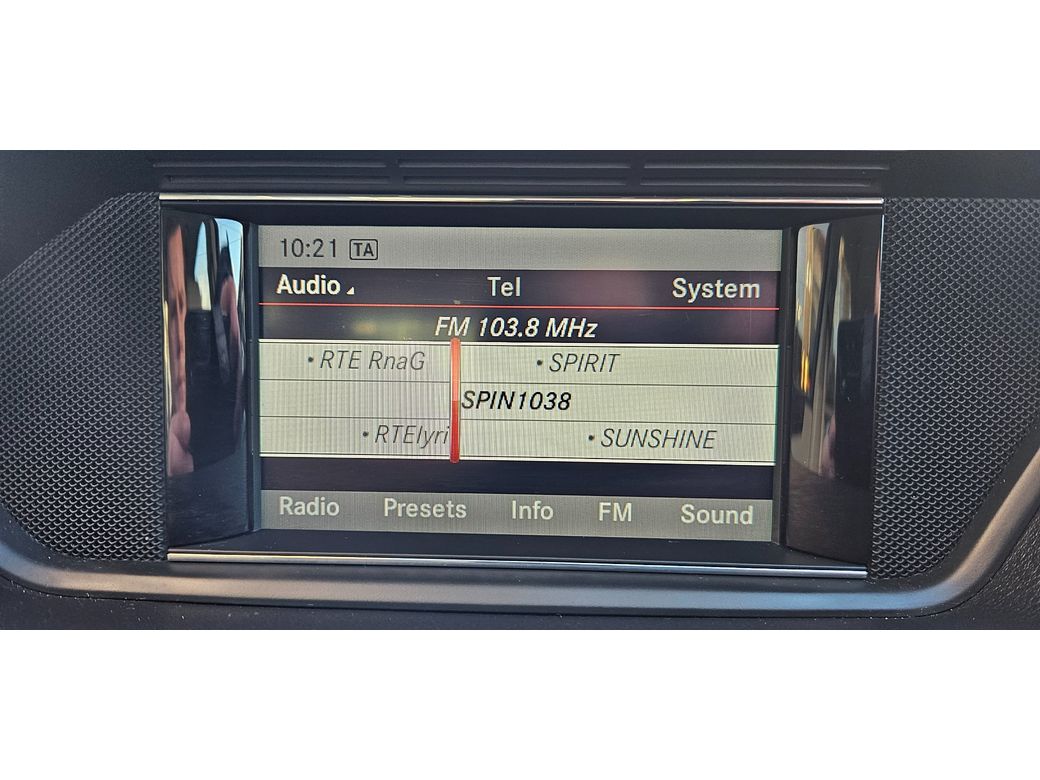 10:21 TA
Audio Tel System
FM 103.8 MHz
• RTE RnaG • SPIRIT
SPIN1038
• RTElyri • SUNSHINE
Radio Presets Info FM Sound